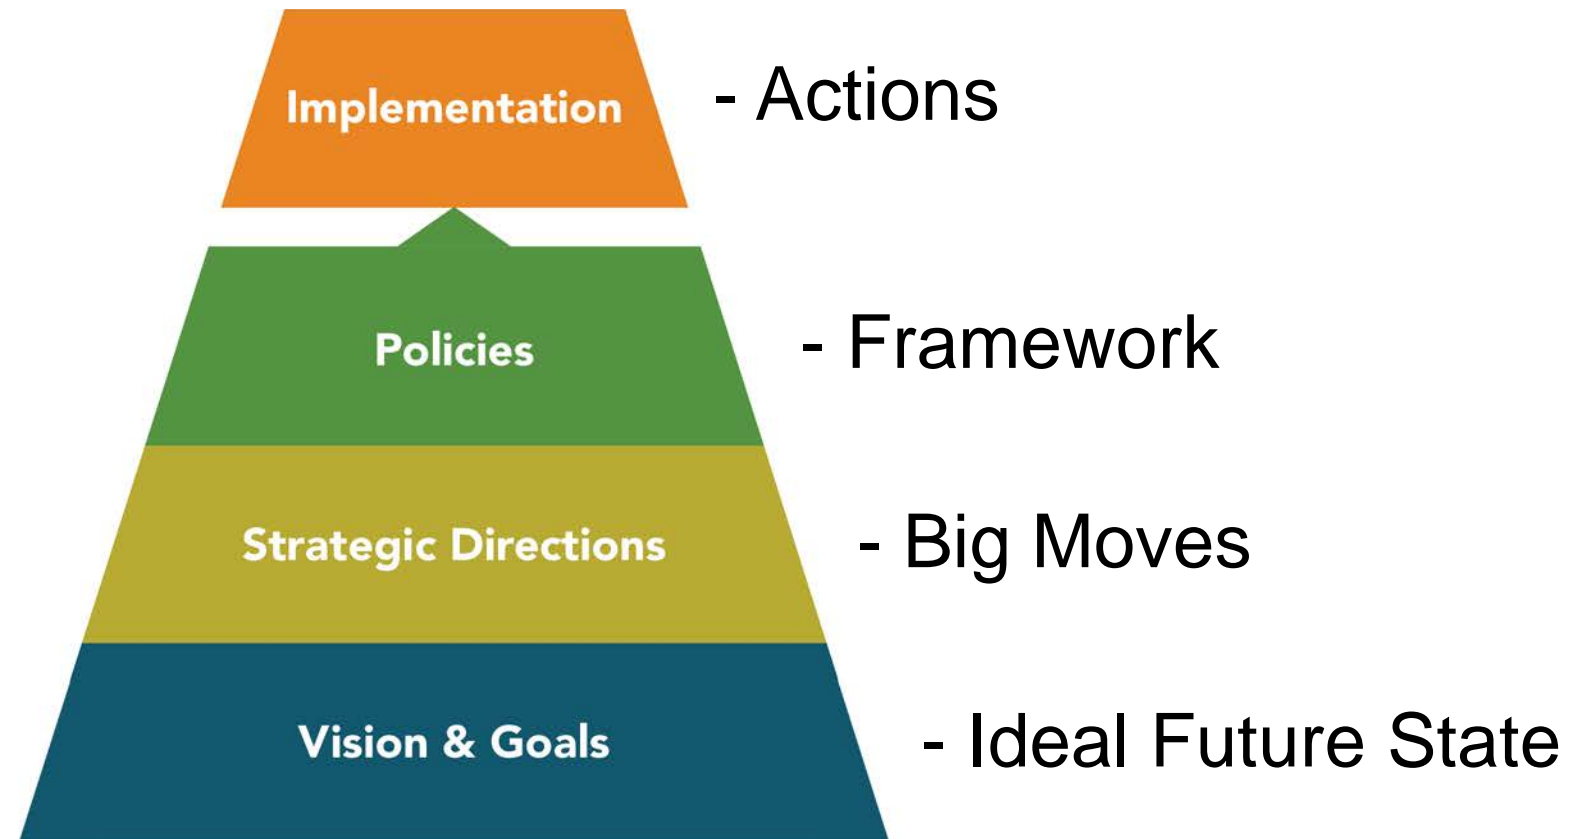 Implementation - Actions
Policies - Framework
Strategic Directions - Big Moves
Vision & Goals - Ideal Future State